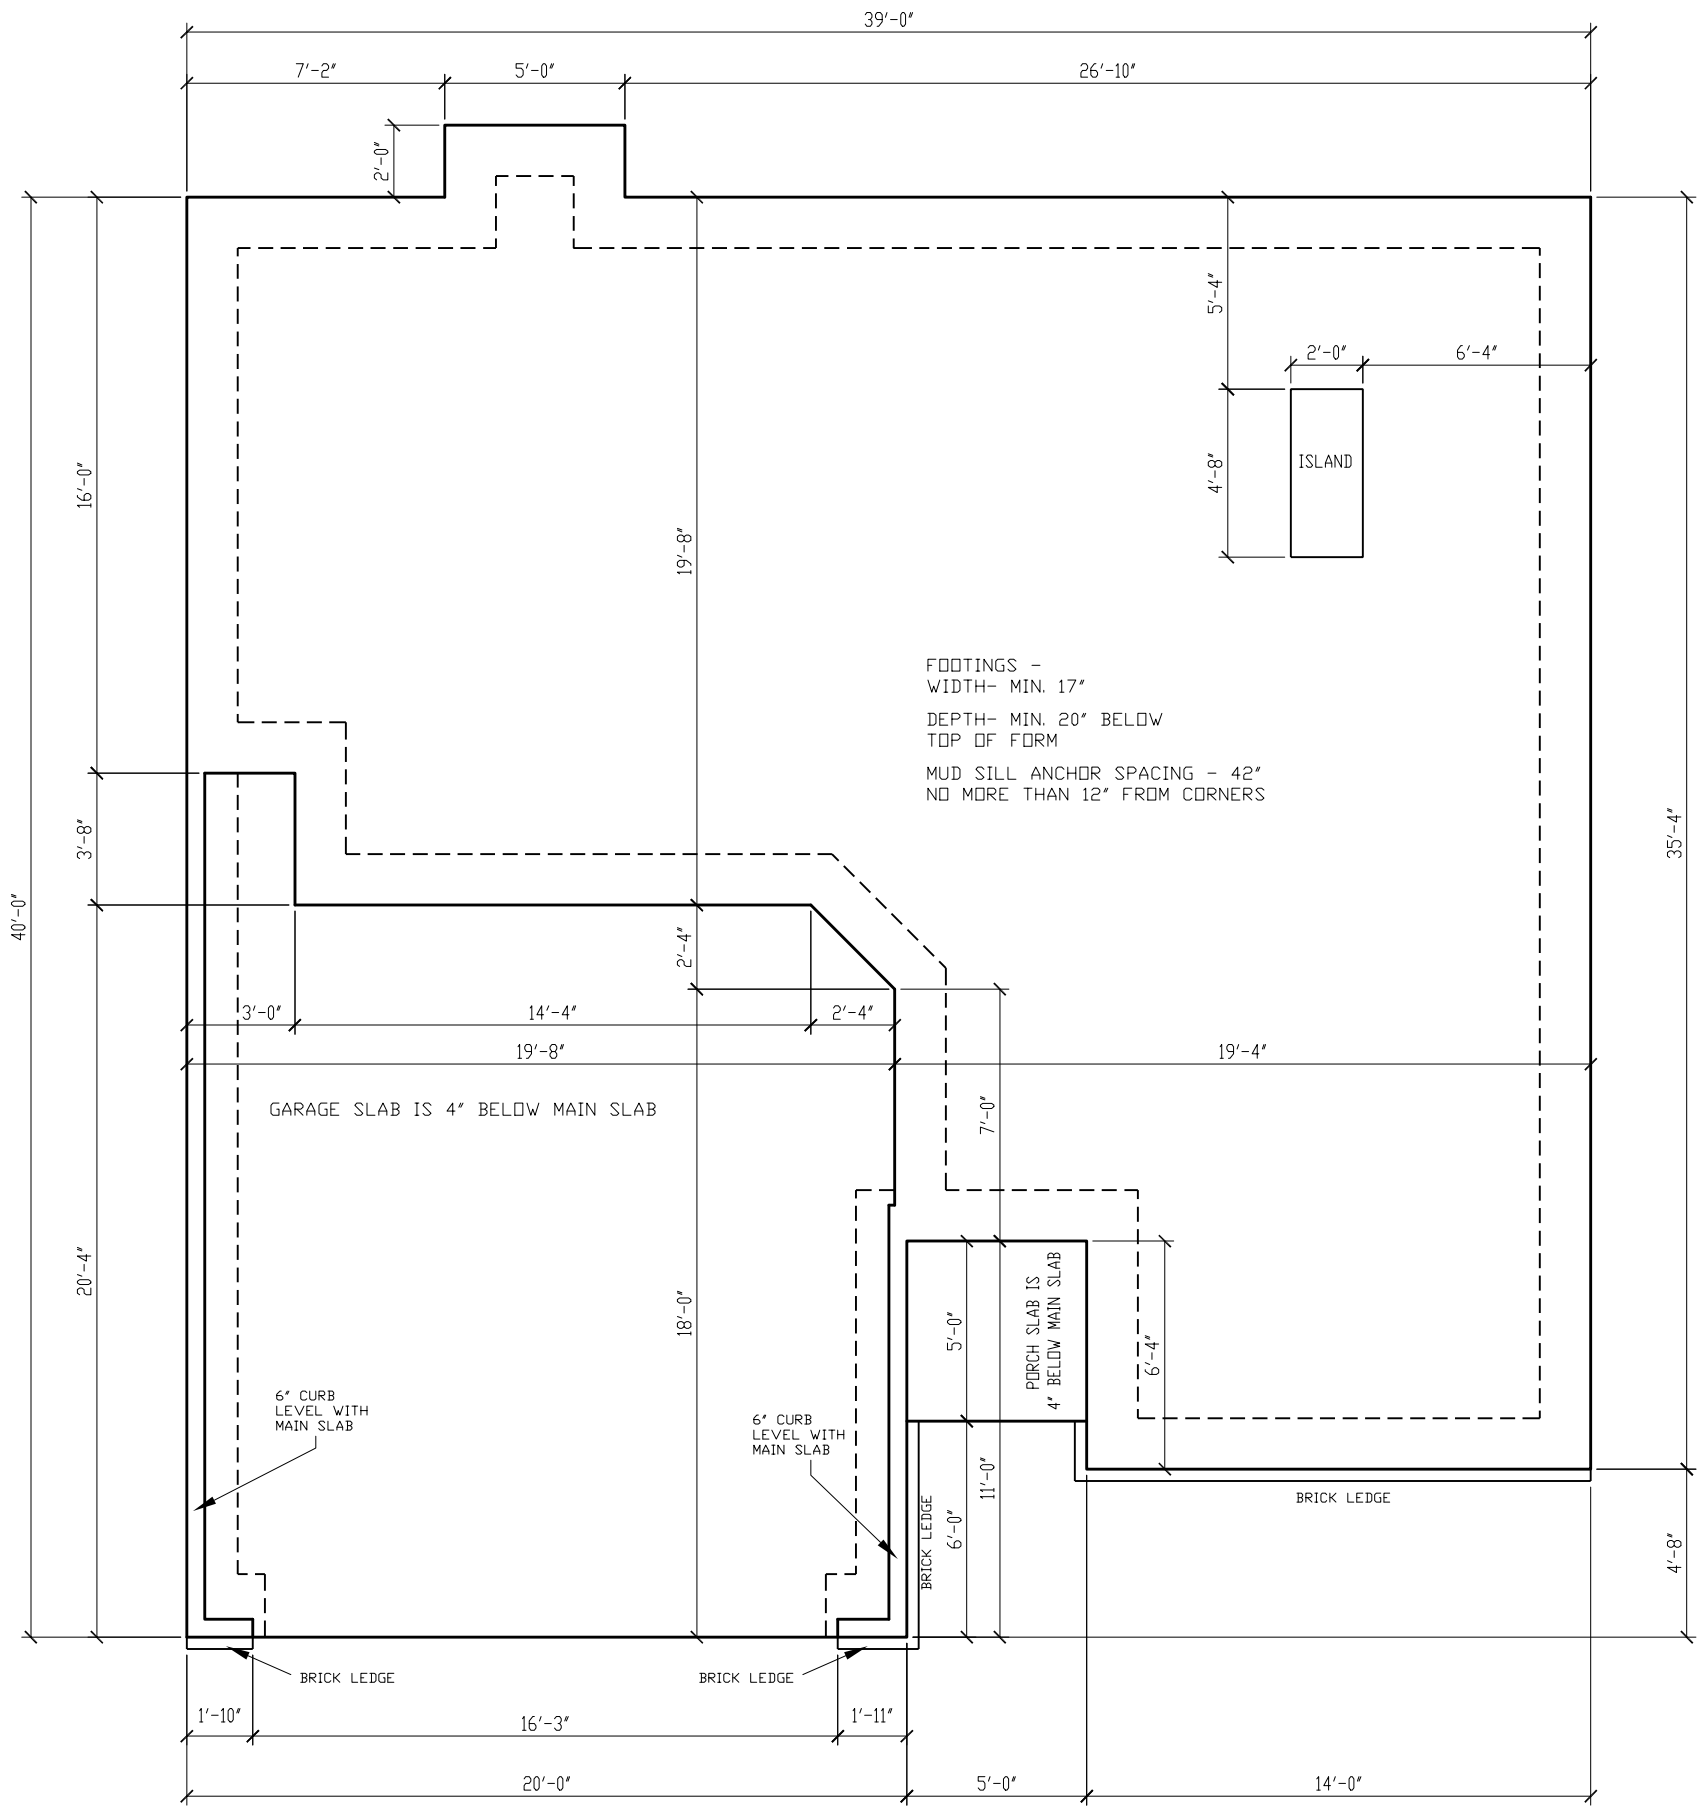 39'-0"
7'-2"
5'-0"
26'-10"
2'-0"
5'-4"
2'-0"
6'-4"
16'-0"
19'-8"
4'-8"
ISLAND
FOOTINGS -
WIDTH- MIN. 17"
DEPTH- MIN. 20" BELOW
TOP OF FORM
MUD SILL ANCHOR SPACING - 42"
NO MORE THAN 12" FROM CORNERS
3'-8"
35'-4"
40'-0"
2'-4"
3'-0"
14'-4"
2'-4"
19'-8"
19'-4"
7'-0"
GARAGE SLAB IS 4" BELOW MAIN SLAB
20'-4"
18'-0"
5'-0"
PORCH SLAB IS
4" BELOW MAIN SLAB
6'-4"
6" CURB
LEVEL WITH
MAIN SLAB
6" CURB
LEVEL WITH
MAIN SLAB
BRICK LEDGE
6'-0"
11'-0"
BRICK LEDGE
4'-8"
BRICK LEDGE
BRICK LEDGE
1'-10"
16'-3"
1'-11"
20'-0"
5'-0"
14'-0"